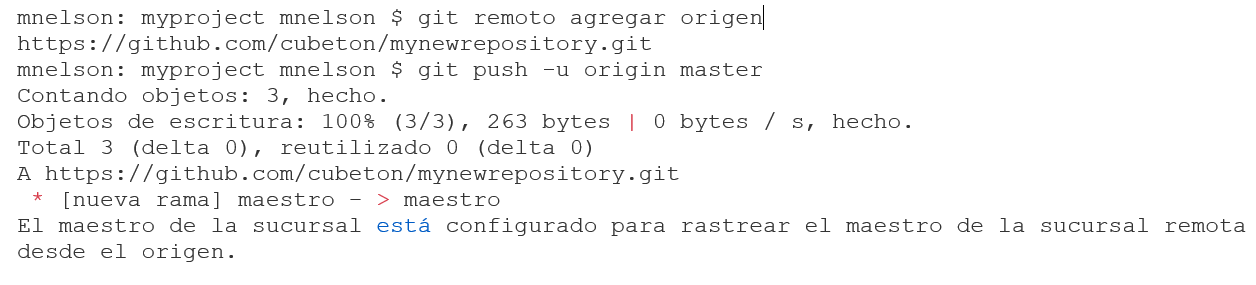 mnelson: myproject mnelson $ git remoto agregar origen
https://github.com/cubeton/mynewrepository.git
mnelson: myproject mnelson $ git push -u origin master
Contando objetos: 3, hecho.
Objetos de escritura: 100% (3/3), 263 bytes | 0 bytes / s, hecho.
Total 3 (delta 0), reutilizado 0 (delta 0)
A https://github.com/cubeton/mynewrepository.git
* [nueva rama] maestro - > maestro
El maestro de la sucursal está configurado para rastrear el maestro de la sucursal remota
desde el origen.